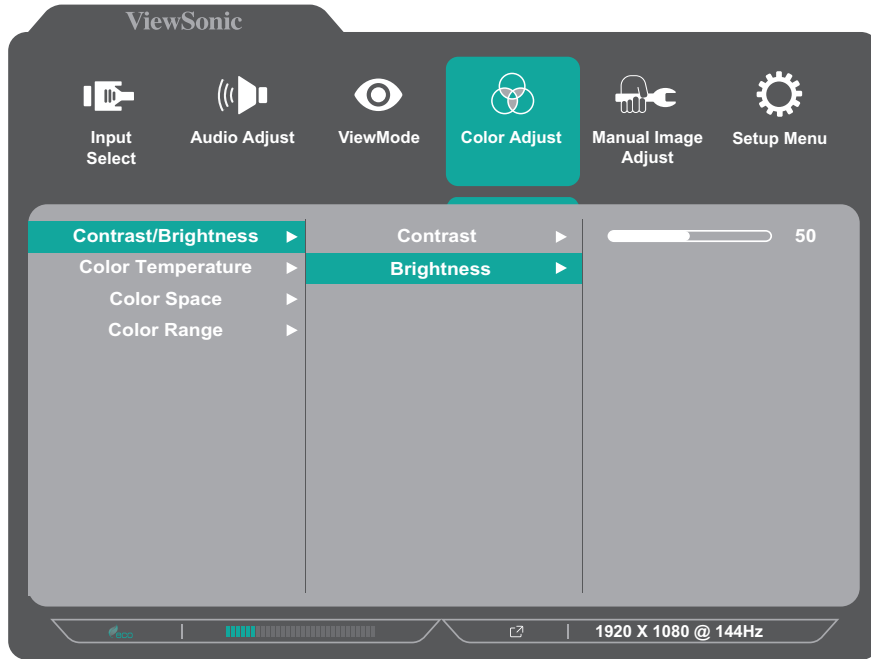 ViewSonic
Input
Select
Audio Adjust
ViewMode
Color Adjust
Manual Image
Adjust
Setup Menu
Contrast/Brightness
Color Temperature
Color Space
Color Range
Contrast
Brightness
50
eco
1920 X 1080 @ 144Hz